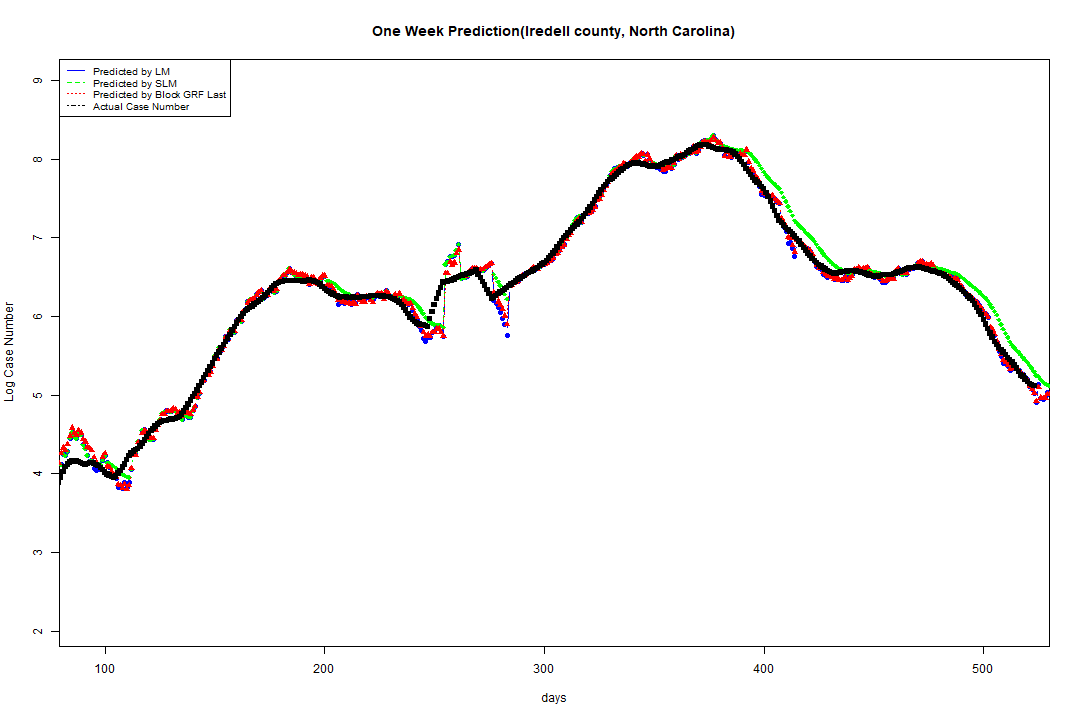 One Week Prediction(Iredell county, North Carolina)
Predicted by LM
Predicted by SLM
Predicted by Block GRF Last
Actual Case Number
9
8
7
6
5
4
3
2
Log Case Number
100 200 300 400 500
days